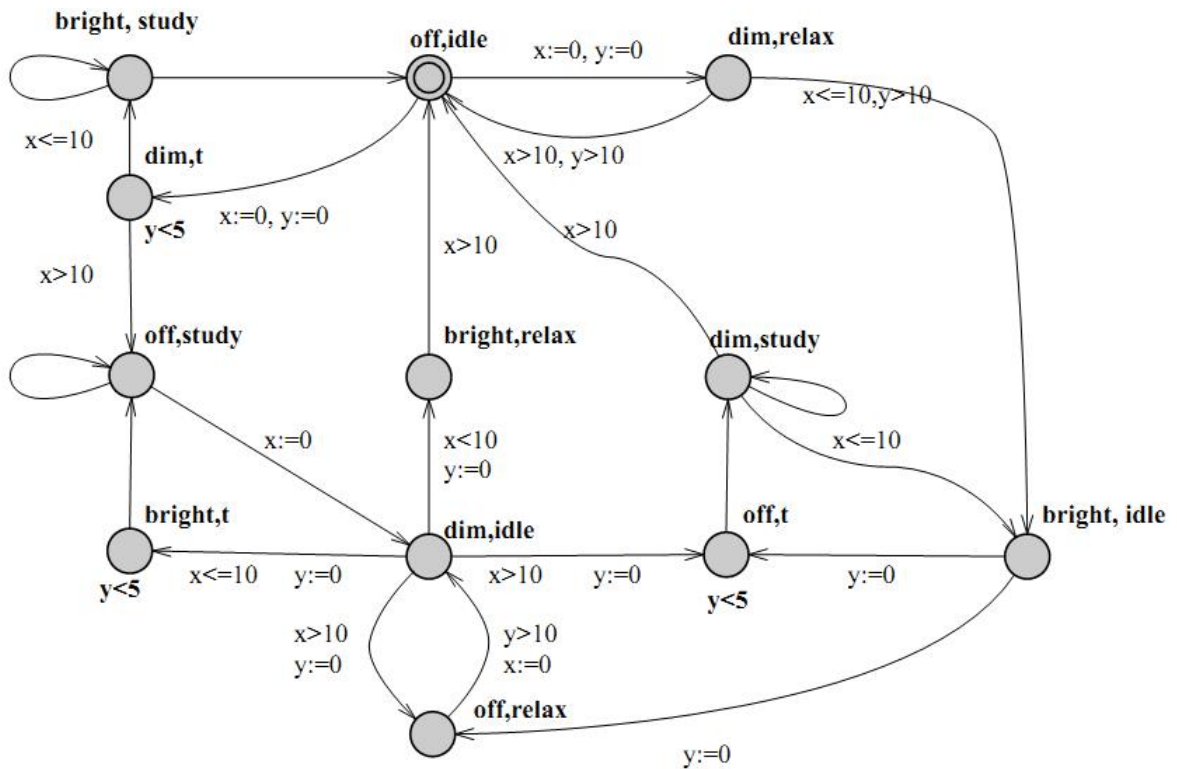 bright, study
off,idle
dim,relax
x:=0, y:=0
x<=10,y>10
x<=10
dim,t
x>10, y>10
y<5
x:=0, y:=0
x>10
x>10
x>10
off,study
bright,relax
dim,study
x:=0
x<10
y:=0
x<=10
bright,t
dim,idle
off,t
bright, idle
y<5
x<=10
y:=0
x>10
y:=0
y<5
y:=0
x>10
y:=0
y>10
x:=0
off,relax
y:=0